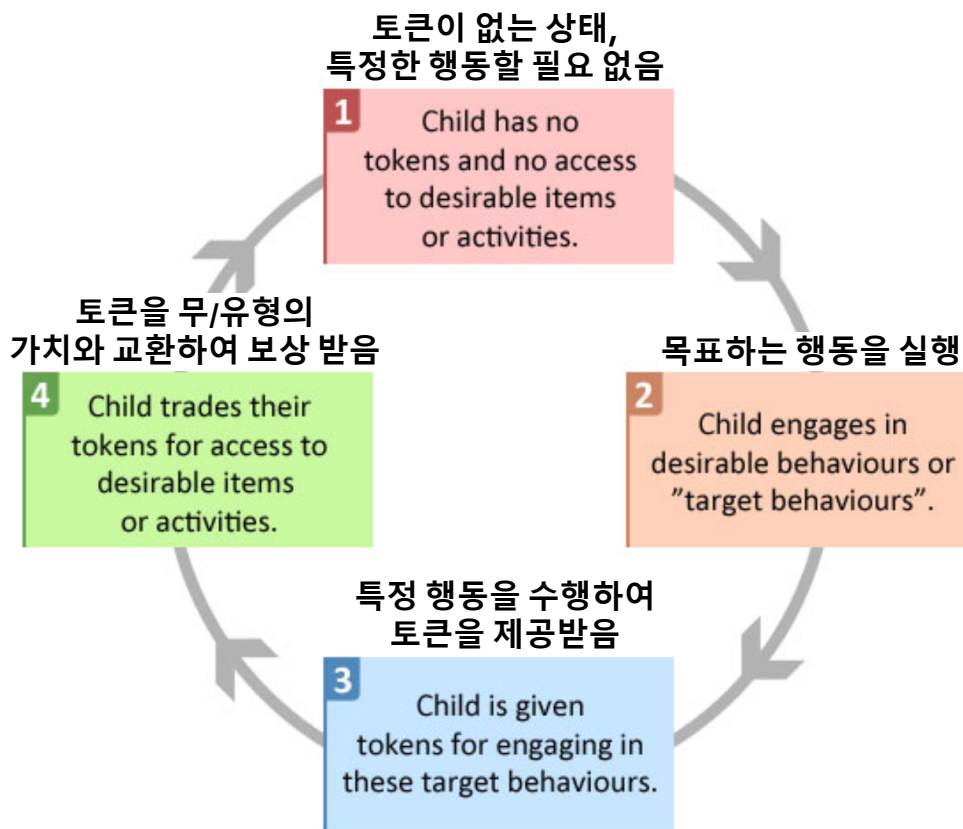 토큰이 없는 상태,
특정한 행동할 필요 없음
1
Child has no
tokens and no access
to desirable items
or activities.
목표하는 행동을 실행
2
Child engages in
desirable behaviours or
”target behaviours”.
특정 행동을 수행하여
토큰을 제공받음
3
Child is given
tokens for engaging in
these target behaviours.
토큰을 무/유형의
가치와 교환하여 보상 받음
4
Child trades their
tokens for access to
desirable items
or activities.